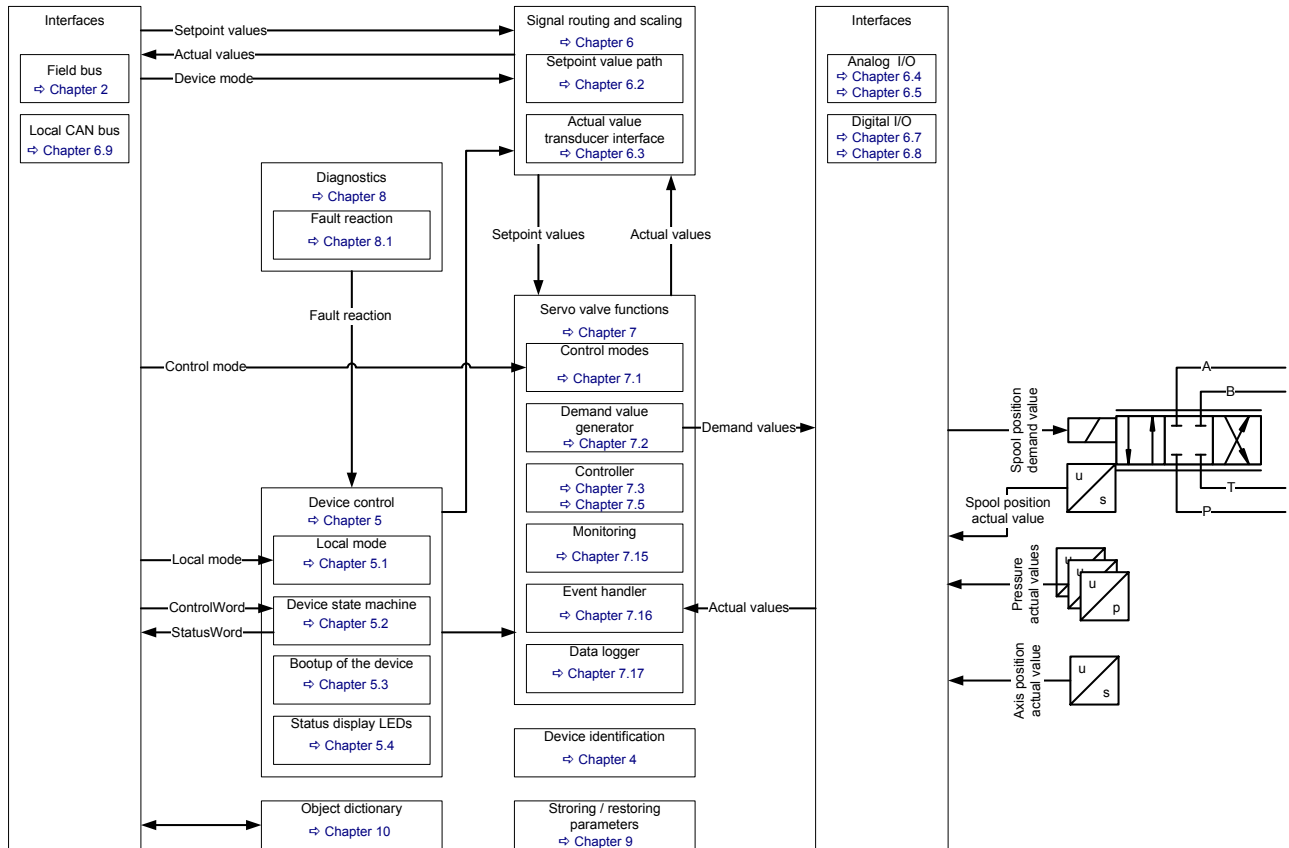 Interfaces
Field bus
⇨ Chapter 2
Local CAN bus
⇨ Chapter 6.9
Setpoint values
Actual values
Device mode
Signal routing and scaling
⇨ Chapter 6
Setpoint value path
⇨ Chapter 6.2
Actual value
transducer interface
⇨ Chapter 6.3
Interfaces
Analog I/O
⇨ Chapter 6.4
⇨ Chapter 6.5
Digital I/O
⇨ Chapter 6.7
⇨ Chapter 6.8
Diagnostics
⇨ Chapter 8
Fault reaction
⇨ Chapter 8.1
Setpoint values
Actual values
Fault reaction
Control mode
Servo valve functions
⇨ Chapter 7
Control modes
⇨ Chapter 7.1
Demand value
generator
⇨ Chapter 7.2
Controller
⇨ Chapter 7.3
⇨ Chapter 7.5
Monitoring
⇨ Chapter 7.15
Event handler
⇨ Chapter 7.16
Data logger
⇨ Chapter 7.17
Demand values
Actual values
Device control
⇨ Chapter 5
Local mode
⇨ Chapter 5.1
Device state machine
⇨ Chapter 5.2
Bootup of the device
⇨ Chapter 5.3
Status display LEDs
⇨ Chapter 5.4
Local mode
ControlWord
StatusWord
Device identification
⇨ Chapter 4
Object dictionary
⇨ Chapter 10
Stroring / restoring
parameters
⇨ Chapter 9
Spool position
demand value
A
B
T
P
u
s
Spool position
actual value
Pressure
actual values
u
u
u
p
Axis position
actual value
u
s